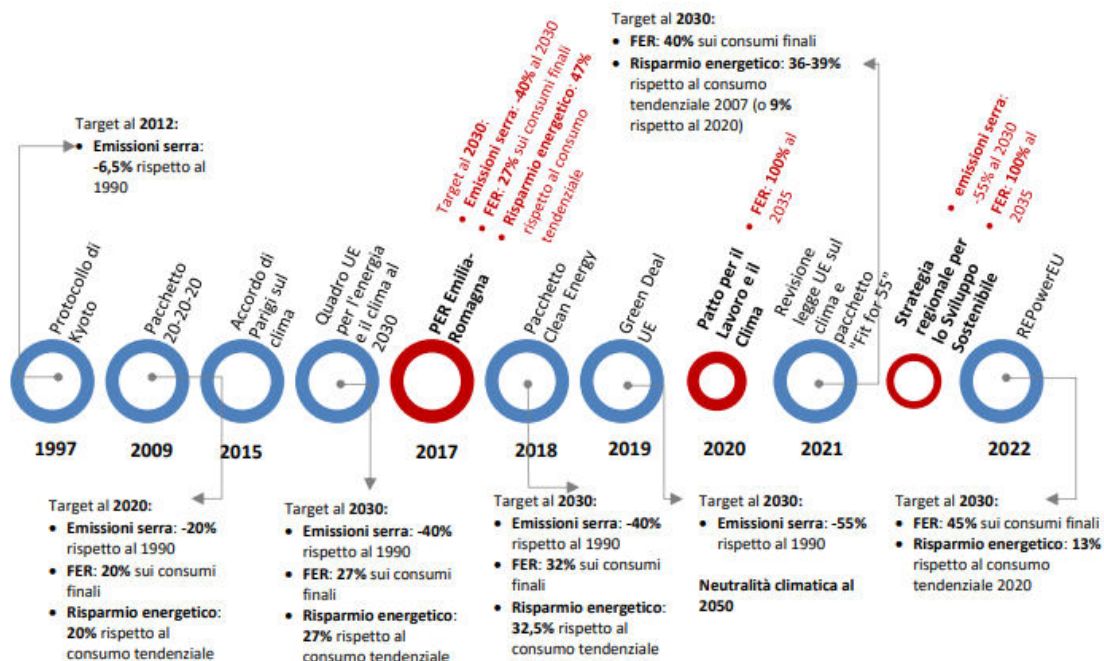 Target al 2012:
• Emissioni serra:
-6,5% rispetto al
1990
Target al 2030:
• Emissioni serra: -40% al 2030
• FER: 27% sui consumi finali
• Risparmio energetico: 47%
rispetto al consumo
tendenziale
Target al 2030:
• FER: 40% sui consumi finali
• Risparmio energetico: 36-39%
rispetto al consumo
tendenziale 2007 (o 9%
rispetto al 2020)
• FER: 100% al
2035
• emissioni serra:
-55% al 2030
• FER: 100% al
2035
Protocollo di
Kyoto
Pacchetto
20-20-20
Accordo di
Parigi sul
clima
Quadro UE
per l'energia
e il clima al
2030
PER Emilia-
Romagna
Pacchetto
Clean Energy
Green Deal
UE
Patto per il
Lavoro e il
Clima
Revisione
legge UE sul
clima e
pacchetto
"Fit for 55"
Strategia
regionale per
lo Sviluppo
Sostenibile
REPowerEU
1997
2009
2015
2017
2018
2019
2020
2021
2022
Target al 2020:
• Emissioni serra: -20%
rispetto al 1990
• FER: 20% sui consumi
finali
• Risparmio energetico:
20% rispetto al
consumo tendenziale
Target al 2030:
• Emissioni serra: -40%
rispetto al 1990
• FER: 27% sui consumi
finali
• Risparmio energetico:
27% rispetto al
consumo tendenziale
Target al 2030:
• Emissioni serra: -40%
rispetto al 1990
• FER: 32% sui consumi
finali
• Risparmio energetico:
32,5% rispetto al
consumo tendenziale
Target al 2030:
• Emissioni serra: -55%
rispetto al 1990
Neutralità climatica al
2050
Target al 2030:
• FER: 45% sui consumi finali
• Risparmio energetico: 13%
rispetto al consumo
tendenziale 2020